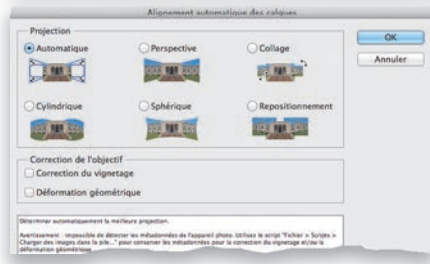 Alignement automatique des calques
Projection
Automatique
Perspective
Collage
OK
Annuler
Cylindrique
Sphérique
Repositionnement
Correction de l'objectif
Correction du vignetage
Déformation géométrique
Déterminer automatiquement la meilleure projection.
Avertissement : impossible de détecter les métadonnées de l'appareil photo. Utilisez le script "Fichier > Scripts >
Charger des images dans la pile..." pour conserver les métadonnées pour la correction du vignetage et/ou la
déformation géométrique